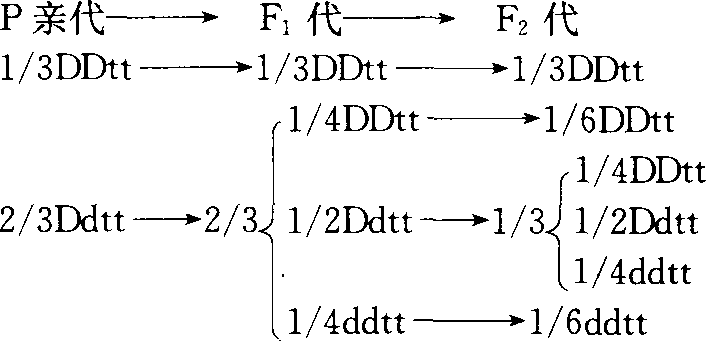 P 亲代——→ F₁ 代——→ F₂ 代
1/3DDtt——→1/3DDtt——→1/3DDtt
1/4DDtt——→1/6DDtt
1/4DDtt
2/3Ddtt——→2/3{1/2Ddtt——→1/3{1/2Ddtt
1/4ddtt
1/4ddtt——→1/6ddtt